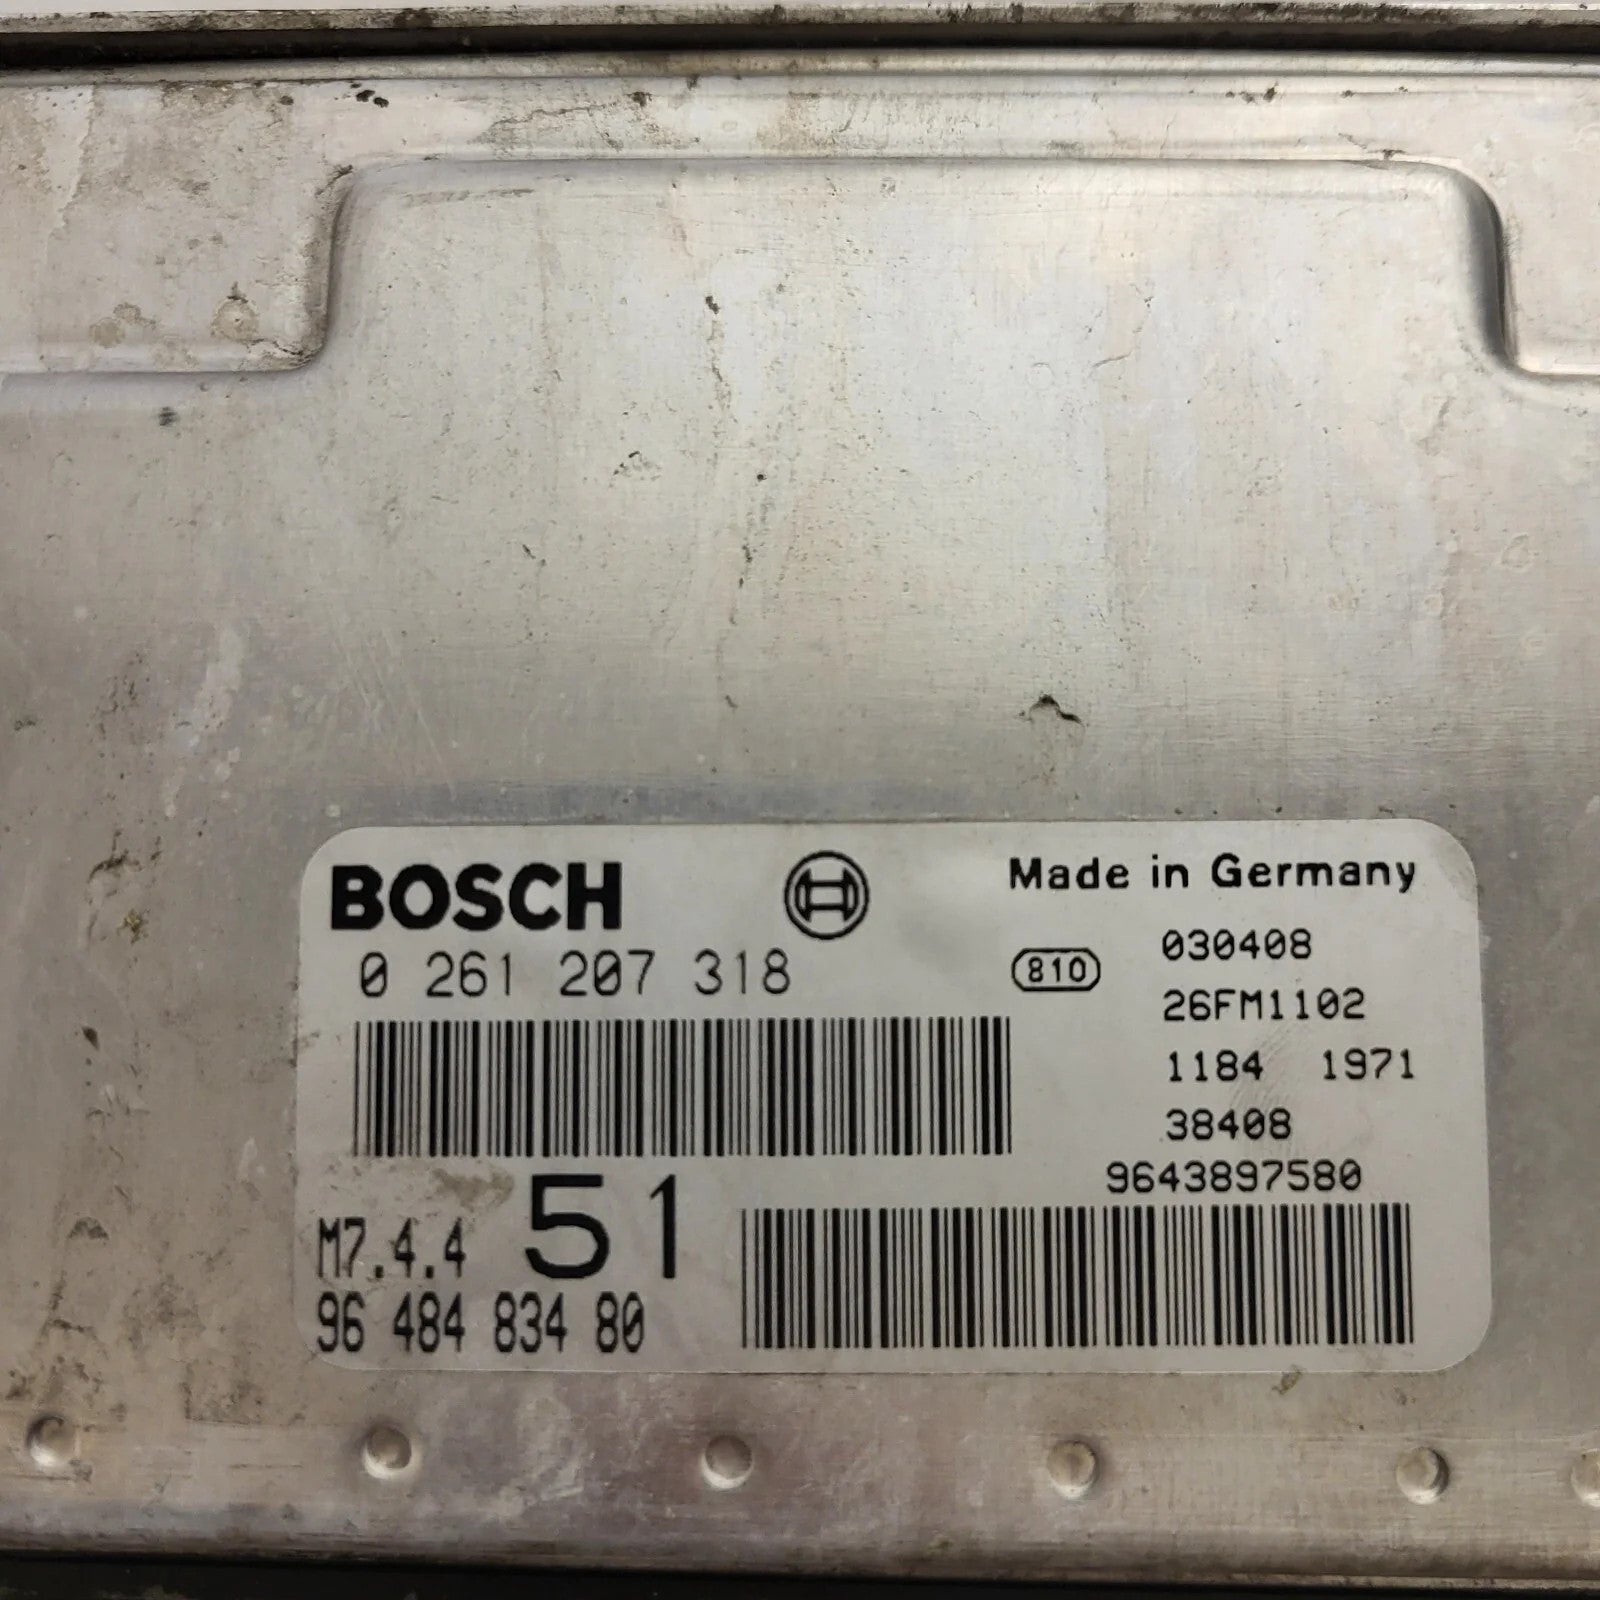 BOSCH
0 261 207 318
Made in Germany
810
030408
26FM1102
1184 1971
38408
9643897580
M7.4.4 51
96 484 834 80